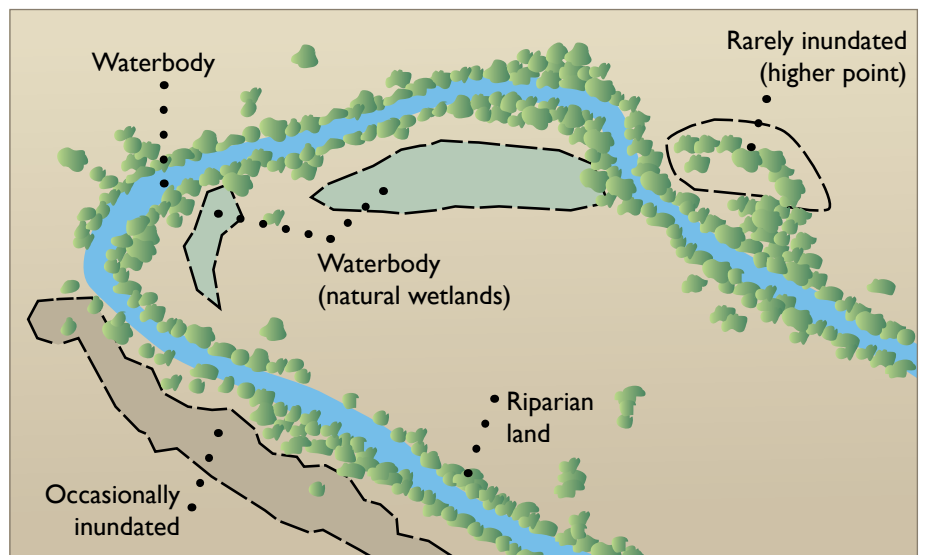 Waterbody
Rarely inundated
(higher point)
Waterbody
(natural wetlands)
Riparian
land
Occasionally
inundated